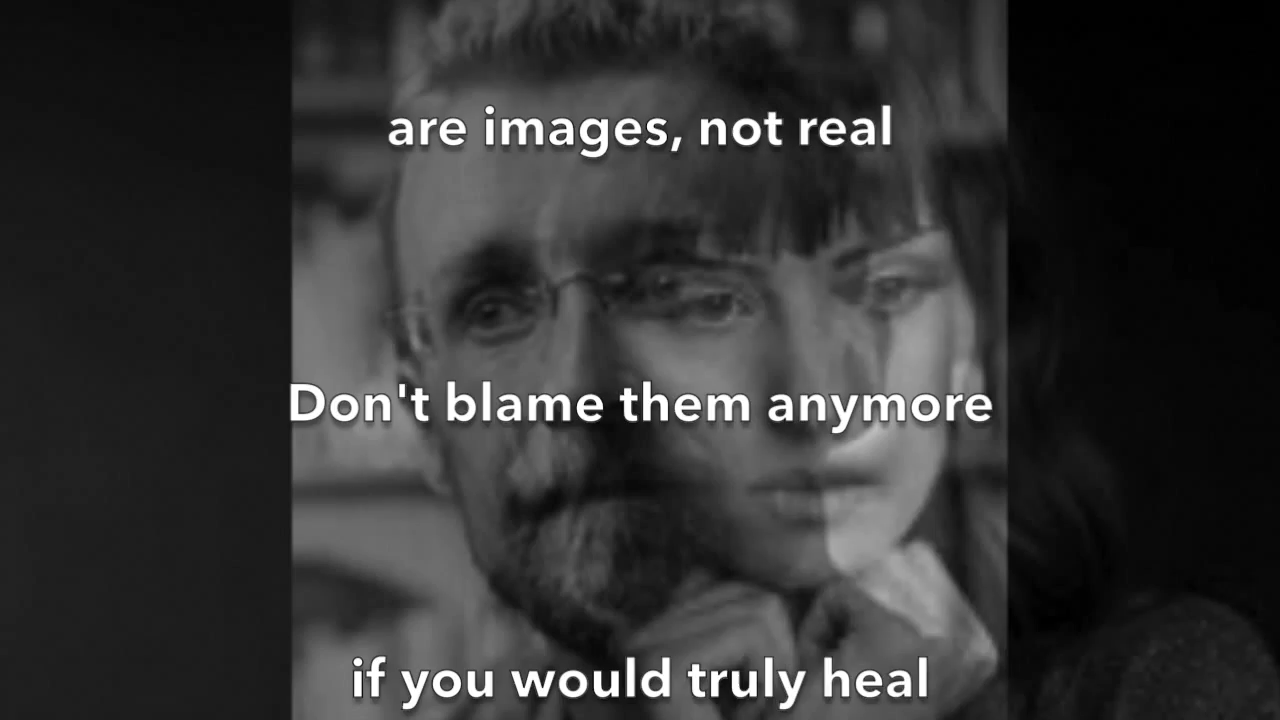 are images, not real
Don't blame them anymore
if you would truly heal